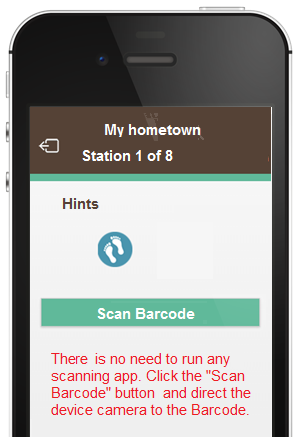 My hometown
Station 1 of 8
Hints
Scan Barcode
There is no need to run any
scanning app. Click the "Scan
Barcode" button and direct the
device camera to the Barcode.